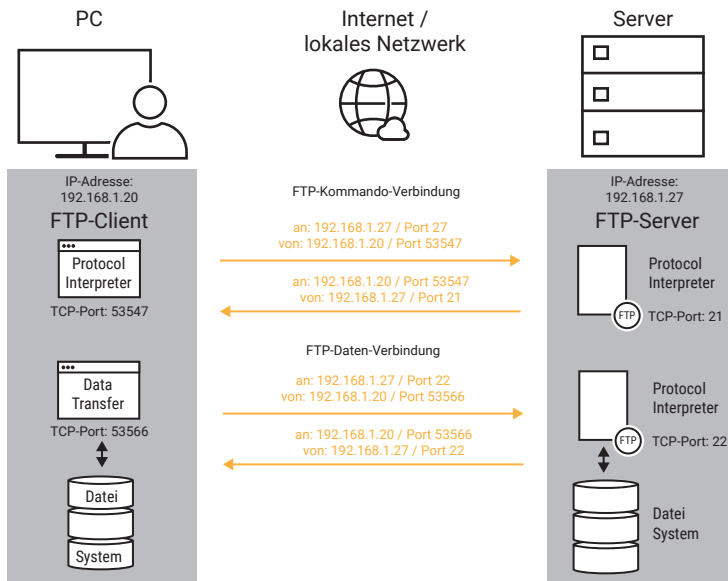 PC
Internet /
lokales Netzwerk
Server
IP-Adresse:
192.168.1.20
FTP-Client
Protocol
Interpreter
TCP-Port: 53547
Data
Transfer
TCP-Port: 53566
Datei
System
FTP-Kommando-Verbindung
an: 192.168.1.27 / Port 27
von: 192.168.1.20 / Port 53547
an: 192.168.1.20 / Port 53547
von: 192.168.1.27 / Port 21
FTP-Daten-Verbindung
an: 192.168.1.27 / Port 22
von: 192.168.1.20 / Port 53566
an: 192.168.1.20 / Port 53566
von: 192.168.1.27 / Port 22
IP-Adresse:
192.168.1.27
FTP-Server
Protocol
Interpreter
FTP
TCP-Port: 21
Protocol
Interpreter
FTP
TCP-Port: 22
Datei
System